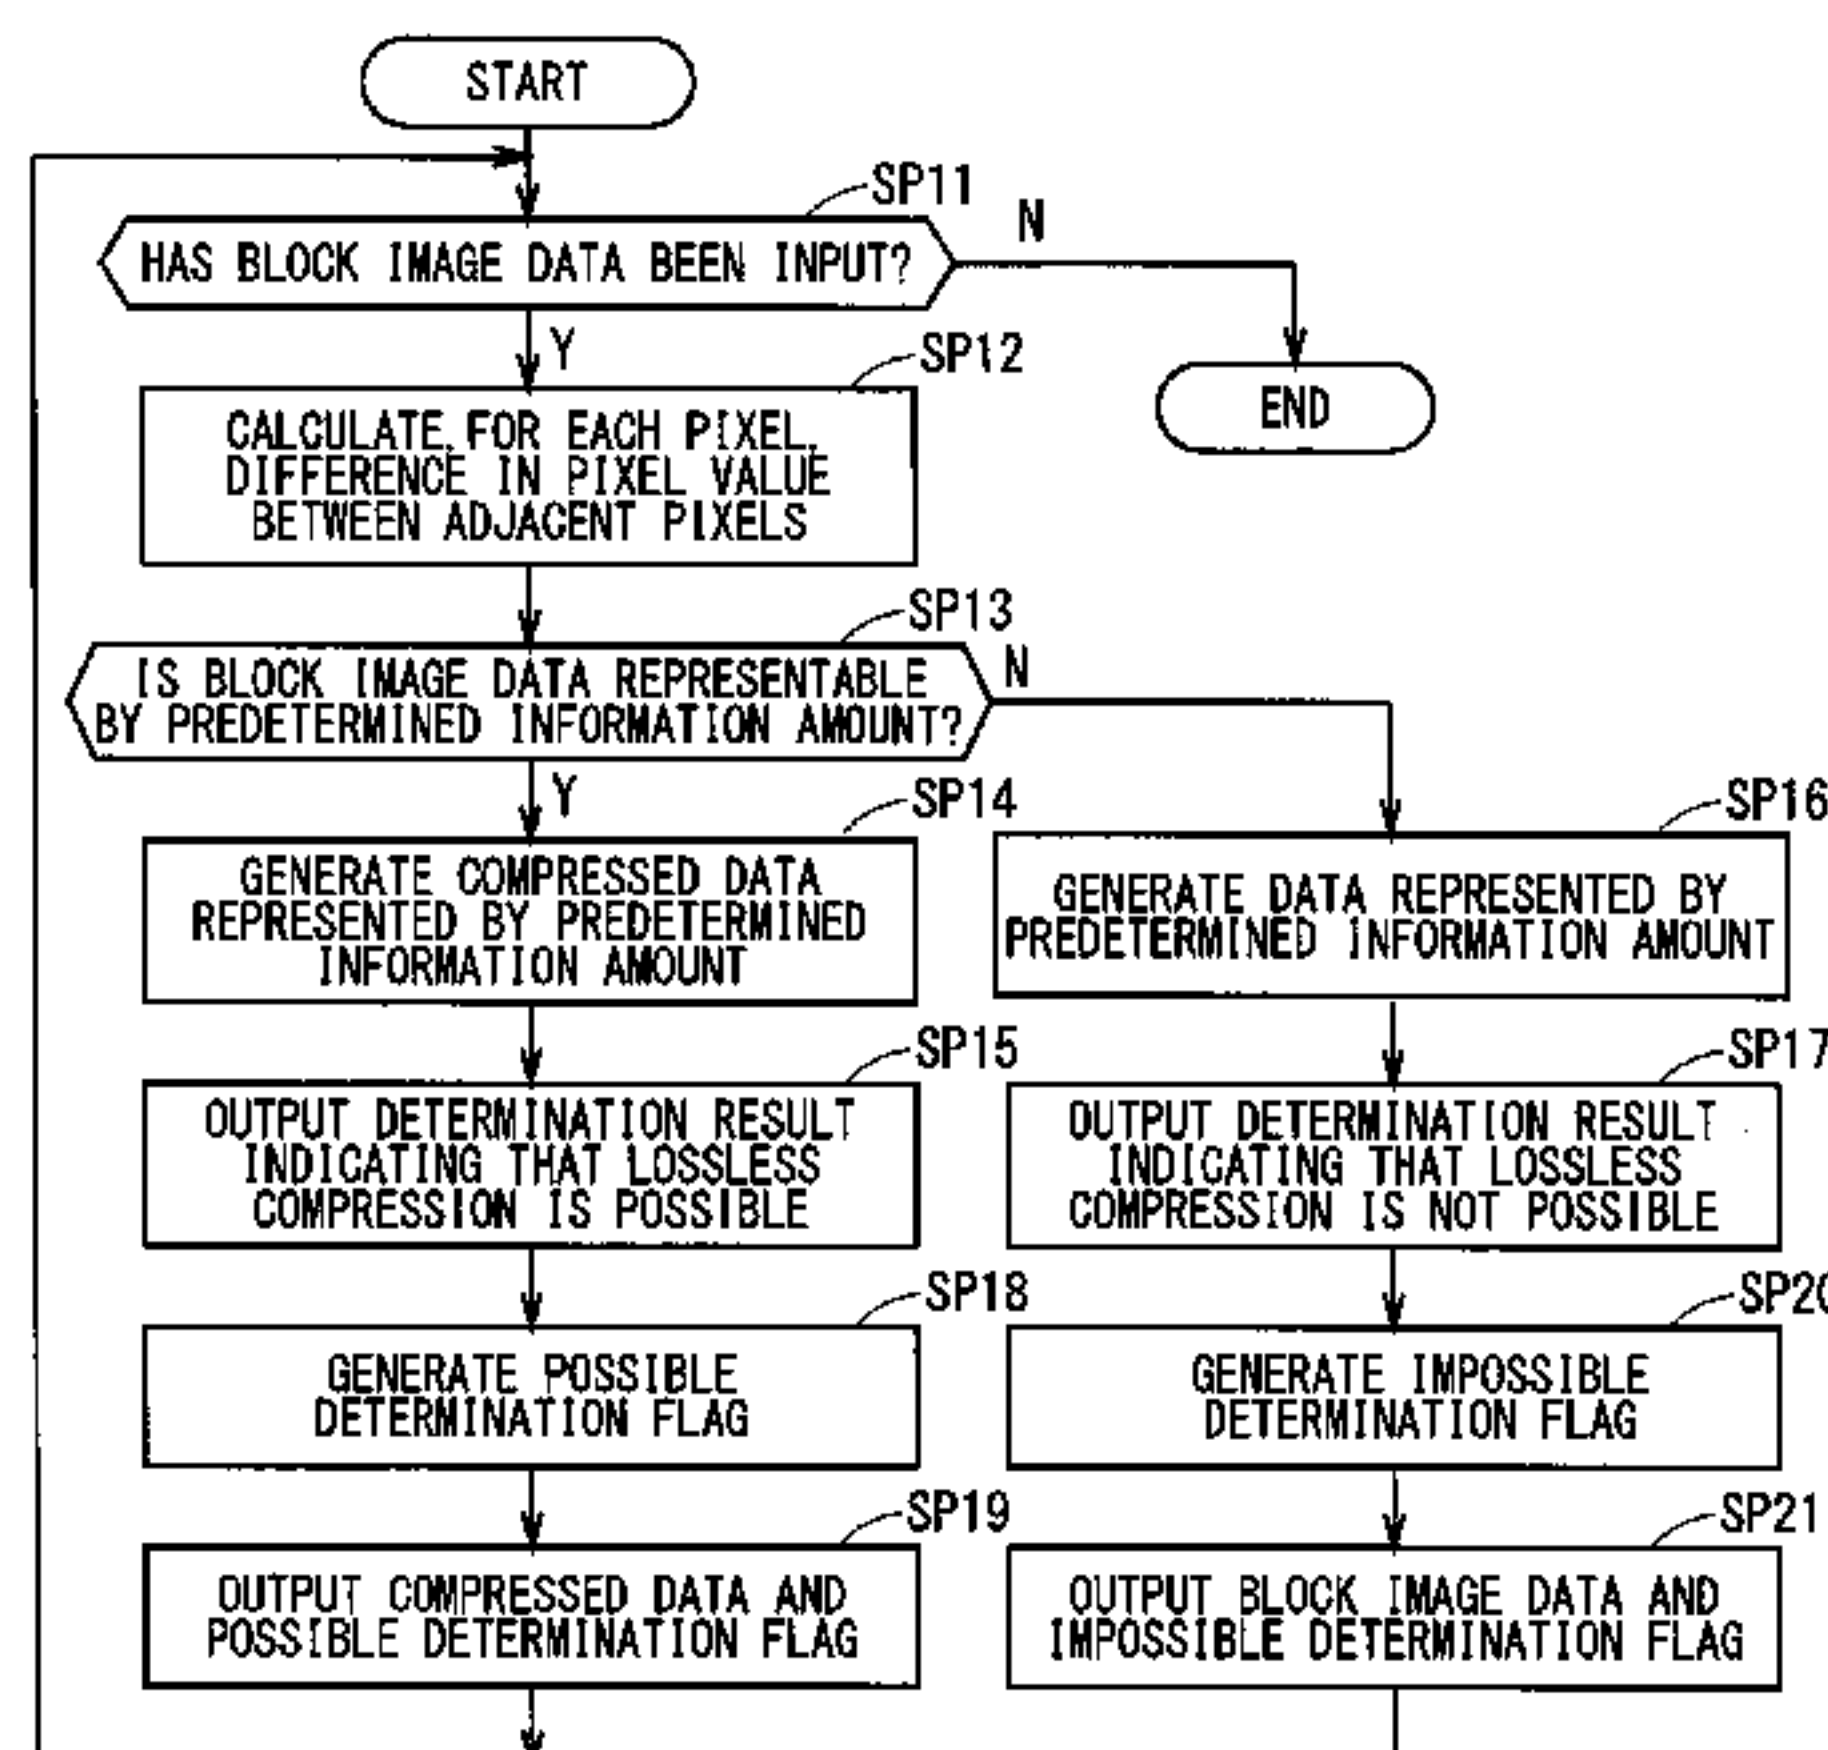 START
SP11
HAS BLOCK IMAGE DATA BEEN INPUT?
N
Y
END
SP12
CALCULATE, FOR EACH PIXEL,
DIFFERENCE IN PIXEL VALUE
BETWEEN ADJACENT PIXELS
SP13
IS BLOCK IMAGE DATA REPRESENTABLE
BY PREDETERMINED INFORMATION AMOUNT?
N
Y
SP14
GENERATE COMPRESSED DATA
REPRESENTED BY PREDETERMINED
INFORMATION AMOUNT
SP16
GENERATE DATA REPRESENTED BY
PREDETERMINED INFORMATION AMOUNT
SP15
OUTPUT DETERMINATION RESULT
INDICATING THAT LOSSLESS
COMPRESSION IS POSSIBLE
SP17
OUTPUT DETERMINATION RESULT
INDICATING THAT LOSSLESS
COMPRESSION IS NOT POSSIBLE
SP18
GENERATE POSSIBLE
DETERMINATION FLAG
SP20
GENERATE IMPOSSIBLE
DETERMINATION FLAG
SP19
OUTPUT COMPRESSED DATA AND
POSSIBLE DETERMINATION FLAG
SP21
OUTPUT BLOCK IMAGE DATA AND
IMPOSSIBLE DETERMINATION FLAG